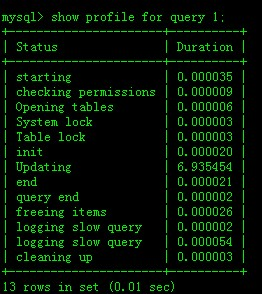 mysql> show profile for query 1;
+----------------------+----------+
| Status               | Duration |
+----------------------+----------+
| starting             | 0.000035 |
| checking permissions | 0.000009 |
| Opening tables       | 0.000006 |
| System lock          | 0.000003 |
| Table lock           | 0.000003 |
| init                 | 0.000020 |
| Updating             | 6.935454 |
| end                  | 0.000021 |
| query end            | 0.000002 |
| freeing items        | 0.000026 |
| logging slow query   | 0.000002 |
| logging slow query   | 0.000054 |
| cleaning up          | 0.000003 |
+----------------------+----------+
13 rows in set (0.01 sec)